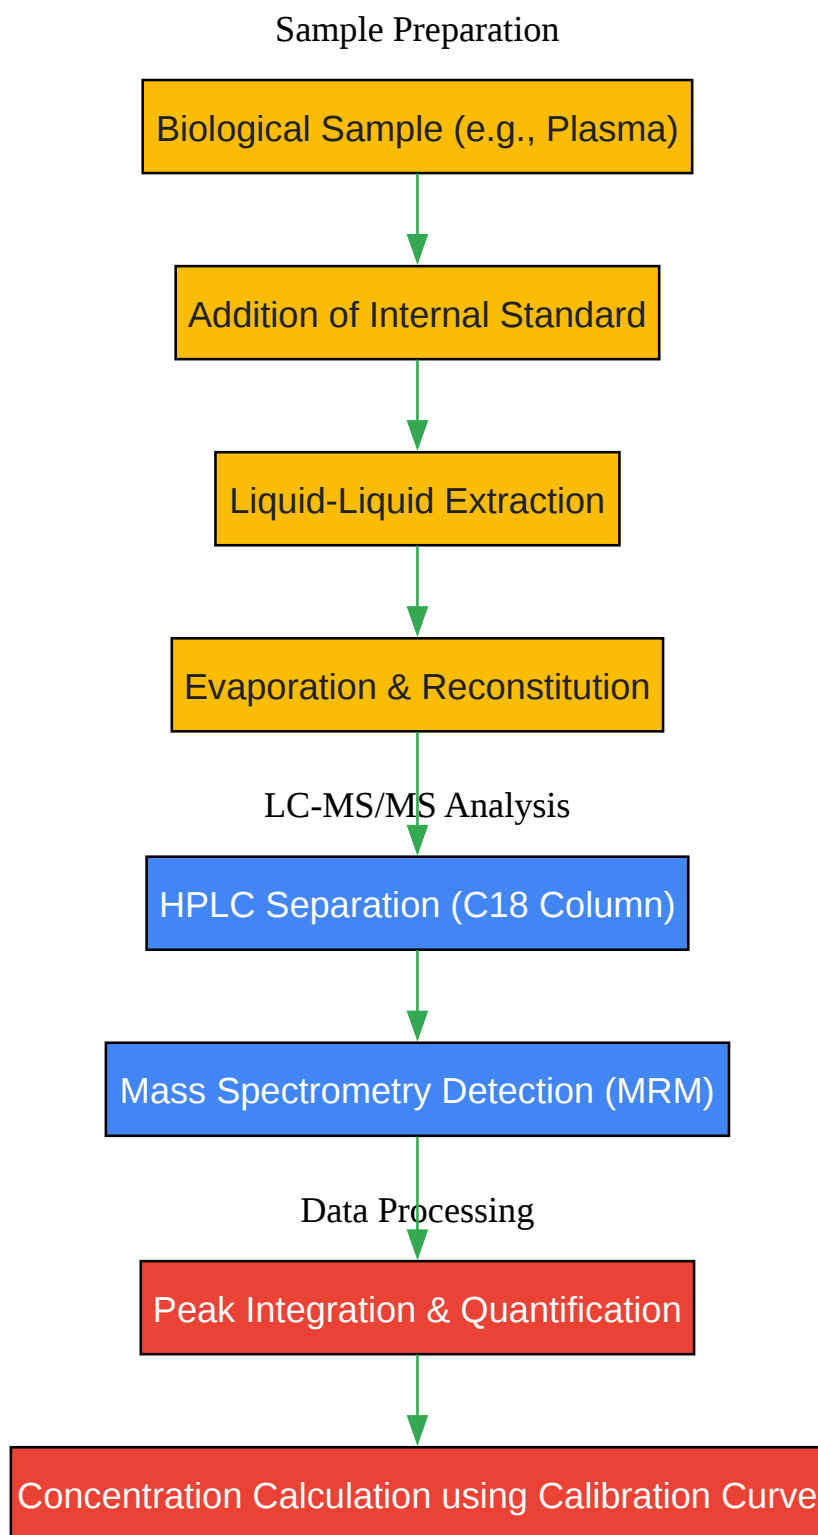 Sample Preparation
Biological Sample (e.g., Plasma)
Addition of Internal Standard
Liquid-Liquid Extraction
Evaporation & Reconstitution
LC-MS/MS Analysis
HPLC Separation (C18 Column)
Mass Spectrometry Detection (MRM)
Data Processing
Peak Integration & Quantification
Concentration Calculation using Calibration Curve